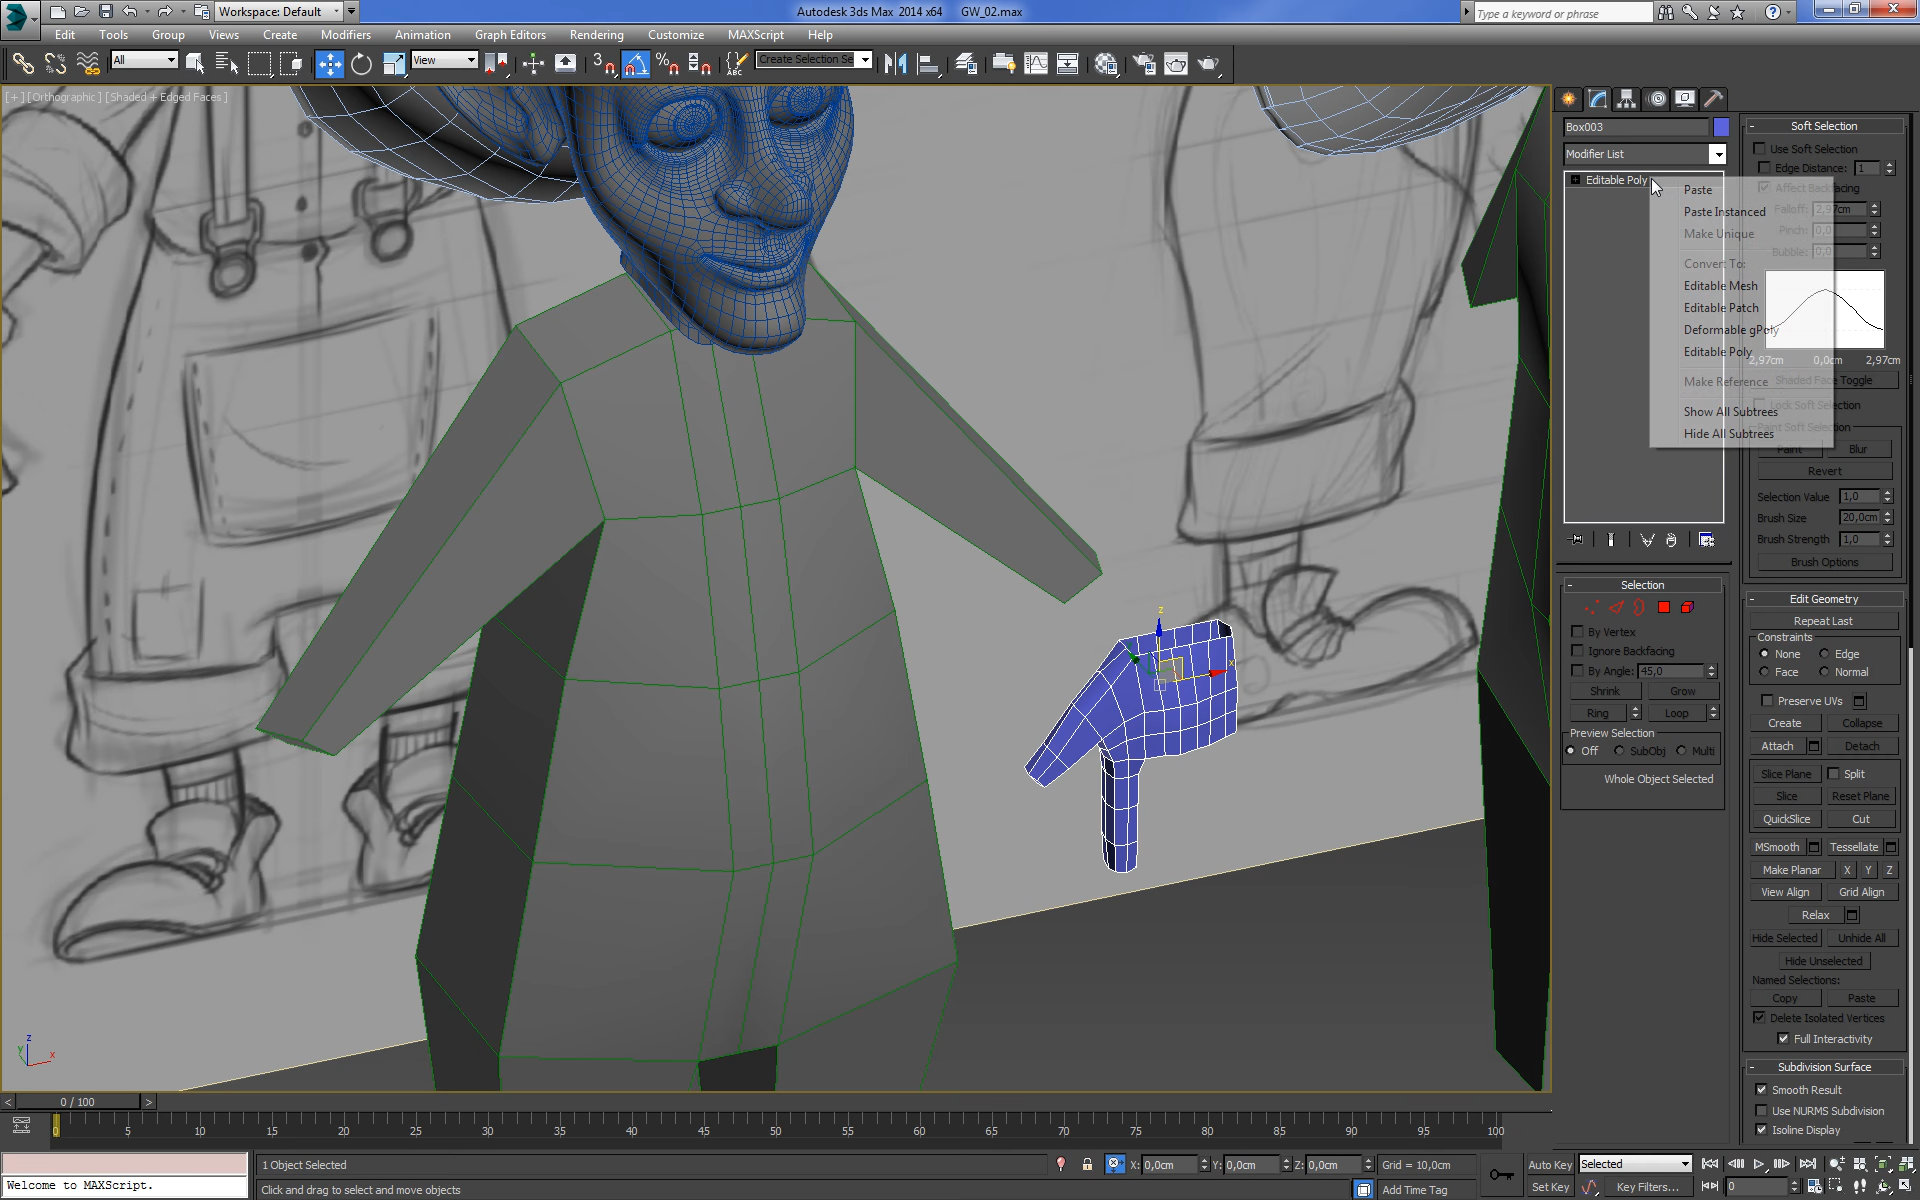 Workspace: Default
Autodesk 3ds Max 2014 x64 GW_02.max
Type a keyword or phrase
Edit Tools Group Views Create Modifiers Animation Graph Editors Rendering Customize MAXScript Help
All
View
3
ABC
Create Selection Se
[+] [Orthographic] [Shaded + Edged Faces]
Box003
Modifier List
Editable Poly
Paste
Paste Instanced
Make Unique
Convert To:
Editable Mesh
Editable Patch
Deformable gPoly
Editable Poly
Make Reference
Show All Subtrees
Hide All Subtrees
Soft Selection
Use Soft Selection
Edge Distance: 1
Affect Backfacing
Falloff: 2,97cm
Pinch: 0,0
Bubble: 0,0
2,97cm 0,0cm 2,97cm
Shaded Face Toggle
Lock Soft Selection
Paint Soft Selection
Paint Blur
Revert
Selection Value 1,0
Brush Size 20,0cm
Brush Strength 1,0
Brush Options
Selection
By Vertex
Ignore Backfacing
By Angle: 45,0
Shrink Grow
Ring Loop
Preview Selection
Off SubObj Multi
Whole Object Selected
Edit Geometry
Repeat Last
Constraints
None Edge
Face Normal
Preserve UVs
Create Collapse
Attach Detach
Slice Plane Split
Slice Reset Plane
QuickSlice Cut
MSmooth Tessellate
Make Planar X Y Z
View Align Grid Align
Relax
Hide Selected Unhide All
Hide Unselected
Named Selections:
Copy Paste
Delete Isolated Vertices
Full Interactivity
Subdivision Surface
Smooth Result
Use NURMS Subdivision
Isoline Display
z
x
z
y
x
< 0 / 100 >
0 5 10 15 20 25 30 35 40 45 50 55 60 65 70 75 80 85 90 95 100
1 Object Selected
X: 0,0cm Y: 0,0cm Z: 0,0cm Grid = 10,0cm
Auto Key Selected
Welcome to MAXScript.
Click and drag to select and move objects
Add Time Tag
Set Key Key Filters... 0